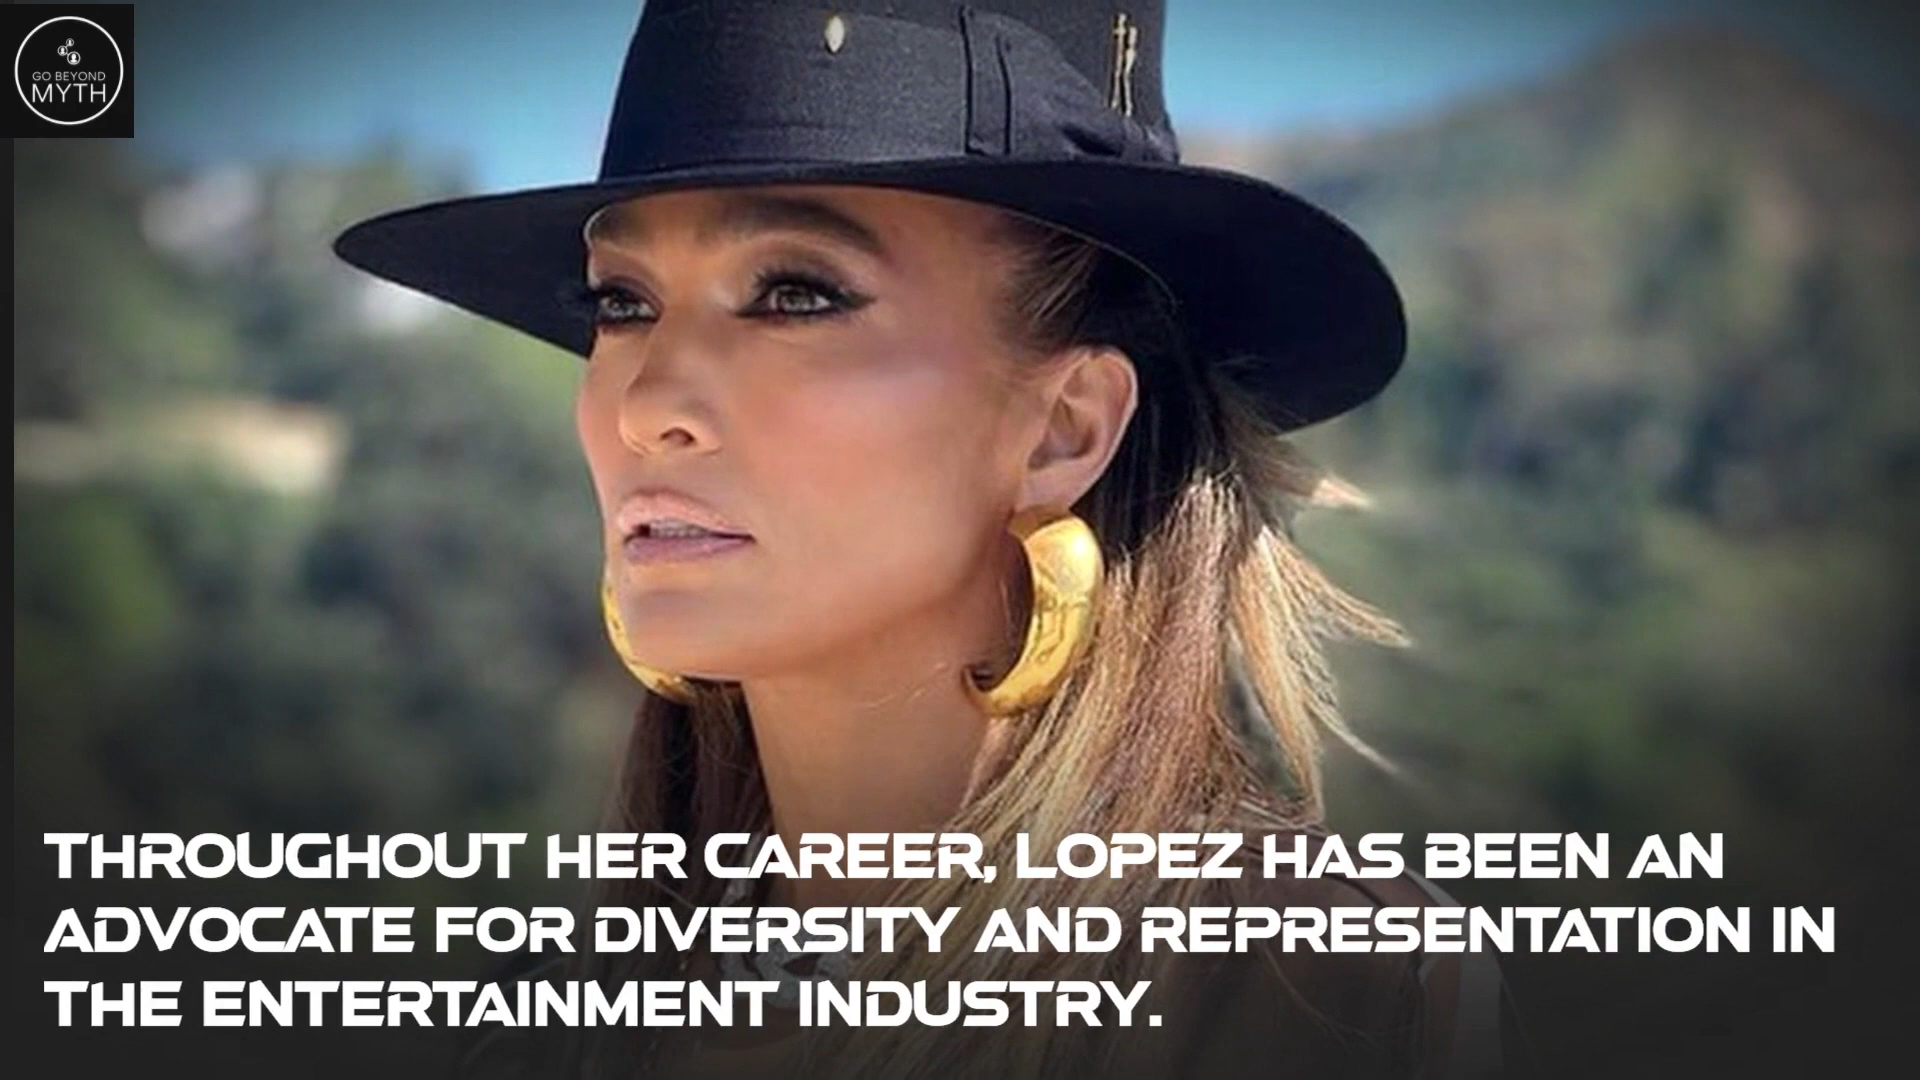 GO BEYOND
MYTH
THROUGHOUT HER CAREER, LOPEZ HAS BEEN AN
ADVOCATE FOR DIVERSITY AND REPRESENTATION IN
THE ENTERTAINMENT INDUSTRY.